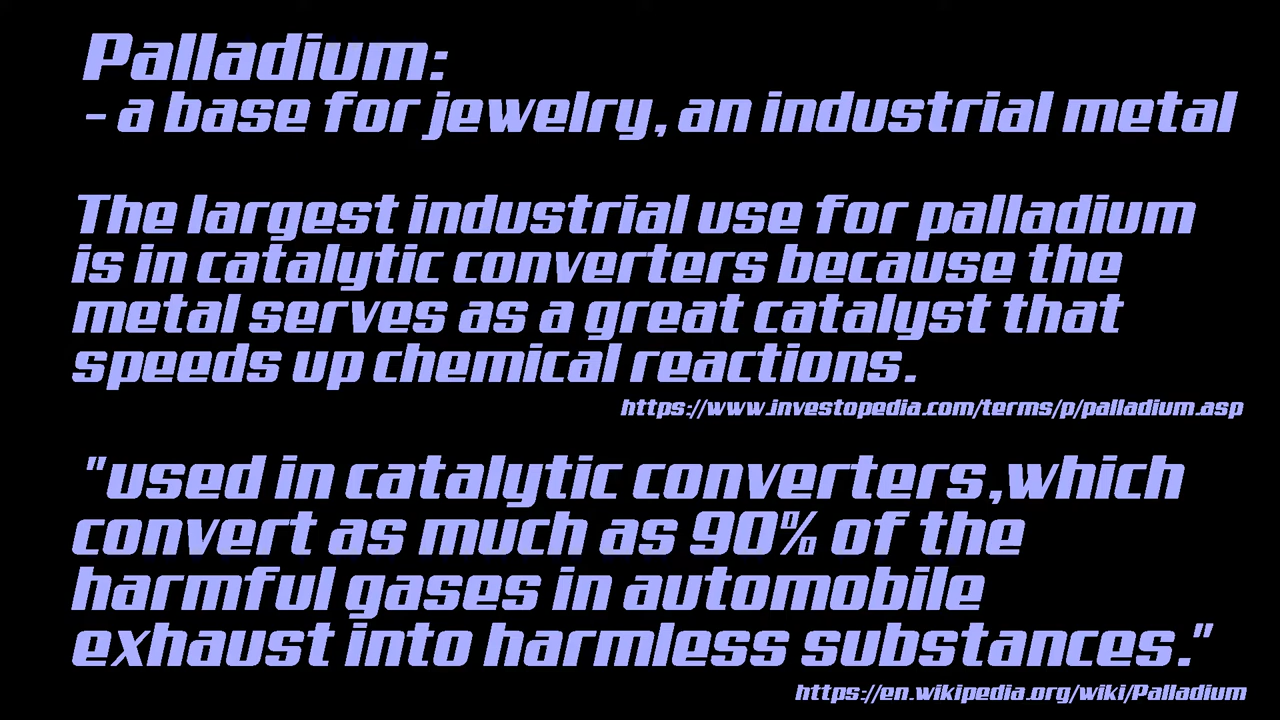 Palladium:
- a base for jewelry, an industrial metal
The largest industrial use for palladium
is in catalytic converters because the
metal serves as a great catalyst that
speeds up chemical reactions.
https://www.investopedia.com/terms/p/palladium.asp
"used in catalytic converters,which
convert as much as 90% of the
harmful gases in automobile
exhaust into harmless substances."
https://en.wikipedia.org/wiki/Palladium